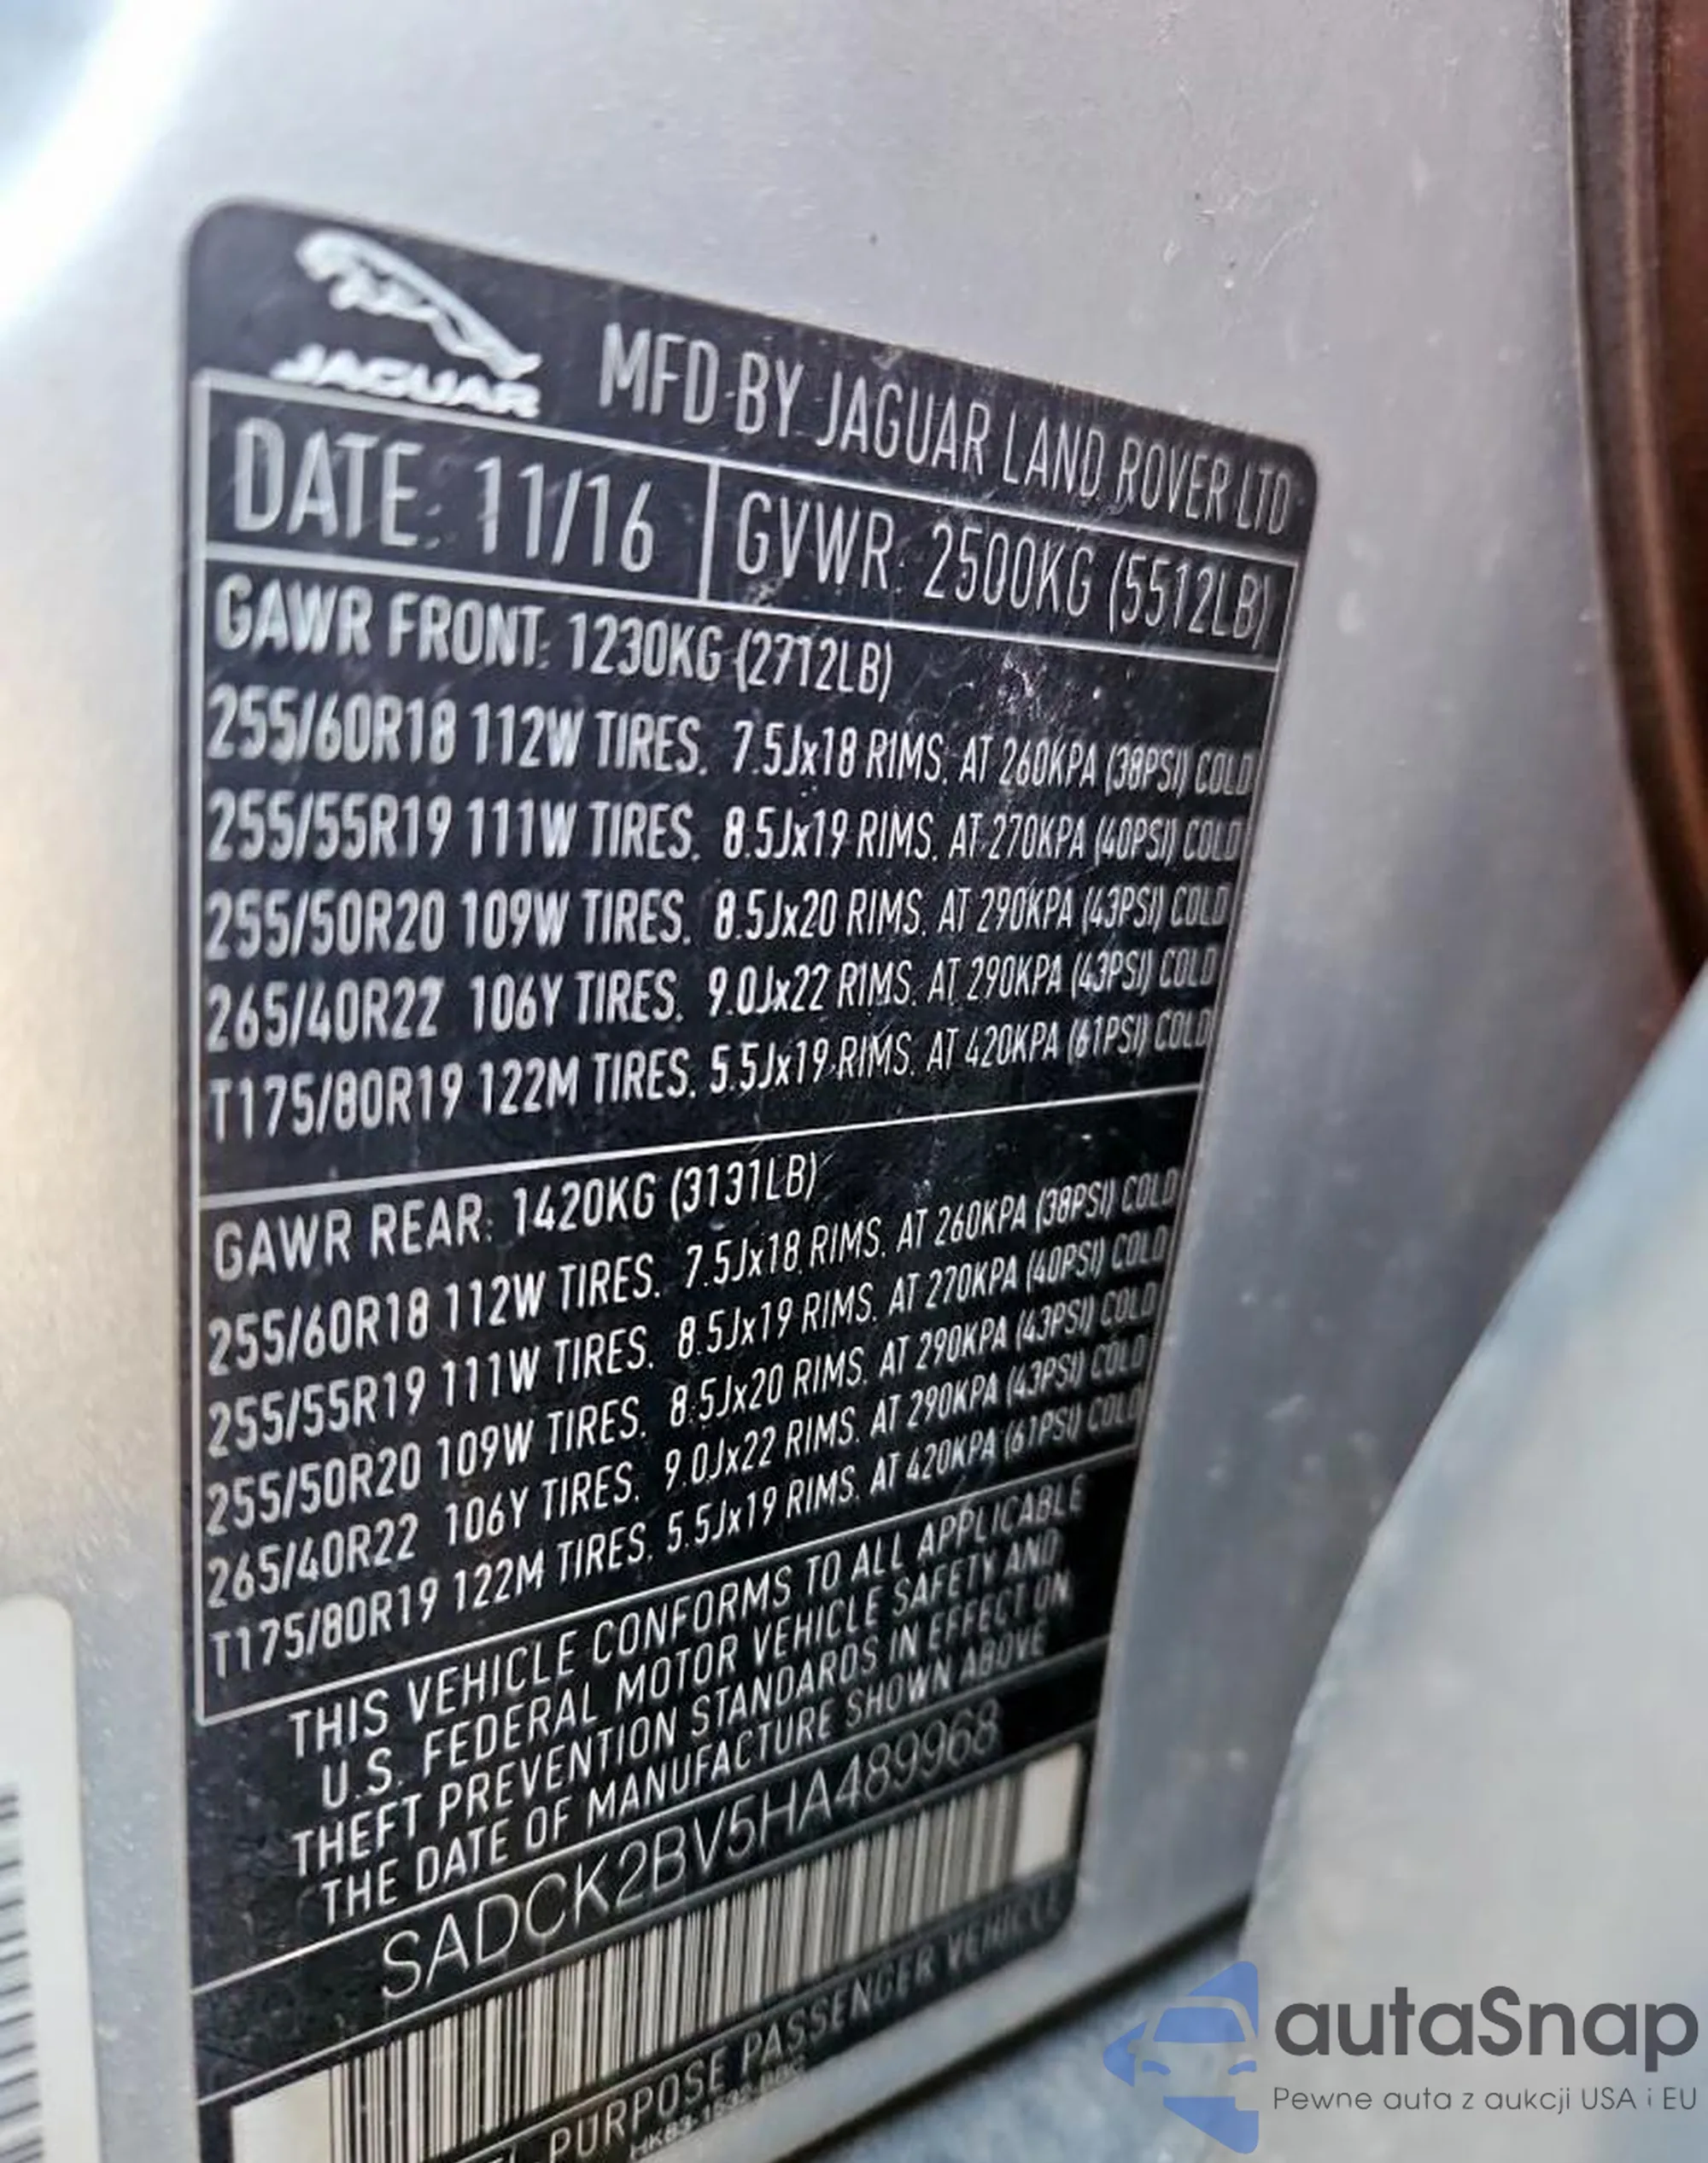 JAGUAR
MFD BY JAGUAR LAND ROVER LTD
DATE: 11/16
GVWR: 2500KG (5512LB)
GAWR FRONT: 1230KG (2712LB)
255/60R18 112W TIRES. 7.5Jx18 RIMS. AT 260KPA (38PSI) COLD
255/55R19 111W TIRES. 8.5Jx19 RIMS. AT 270KPA (40PSI) COLD
255/50R20 109W TIRES. 8.5Jx20 RIMS. AT 290KPA (43PSI) COLD
265/40R22 106Y TIRES. 9.0Jx22 RIMS. AT 290KPA (43PSI) COLD
T175/80R19 122M TIRES. 5.5Jx19 RIMS. AT 420KPA (61PSI) COLD
GAWR REAR: 1420KG (3131LB)
255/60R18 112W TIRES. 7.5Jx18 RIMS. AT 260KPA (38PSI) COLD
255/55R19 111W TIRES. 8.5Jx19 RIMS. AT 270KPA (40PSI) COLD
255/50R20 109W TIRES. 8.5Jx20 RIMS. AT 290KPA (43PSI) COLD
265/40R22 106Y TIRES. 9.0Jx22 RIMS. AT 290KPA (43PSI) COLD
T175/80R19 122M TIRES. 5.5Jx19 RIMS. AT 420KPA (61PSI) COLD
THIS VEHICLE CONFORMS TO ALL APPLICABLE
U.S. FEDERAL MOTOR VEHICLE SAFETY AND
THEFT PREVENTION STANDARDS IN EFFECT ON
THE DATE OF MANUFACTURE SHOWN ABOVE
SADCK2BV5HA489968
PURPOSE PASSENGER VEHICLE
autaSnap
Pewne auta z aukcji USA i EU